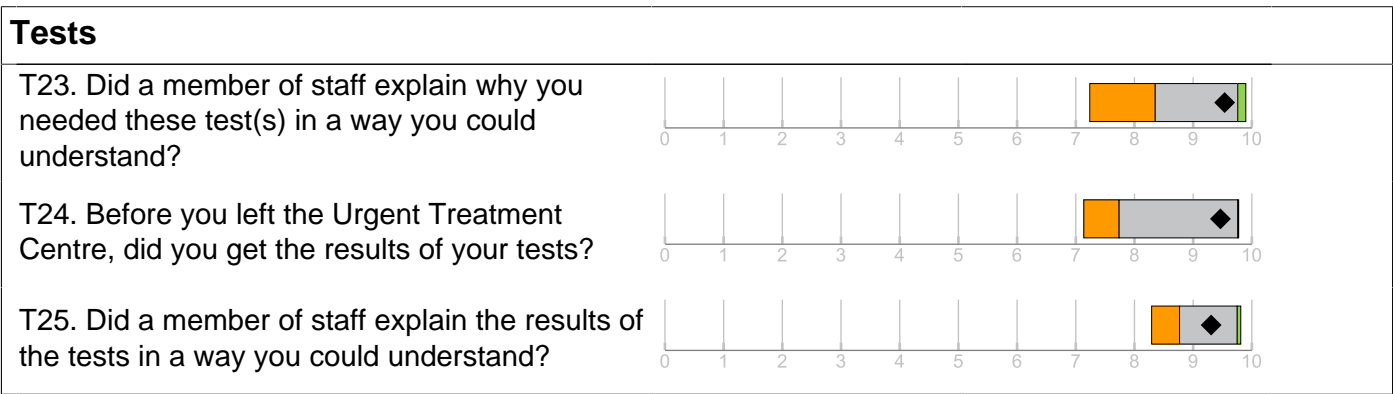 Tests
T23. Did a member of staff explain why you
needed these test(s) in a way you could
understand?
0 1 2 3 4 5 6 7 8 9 10
T24. Before you left the Urgent Treatment
Centre, did you get the results of your tests?
0 1 2 3 4 5 6 7 8 9 10
T25. Did a member of staff explain the results of
the tests in a way you could understand?
0 1 2 3 4 5 6 7 8 9 10